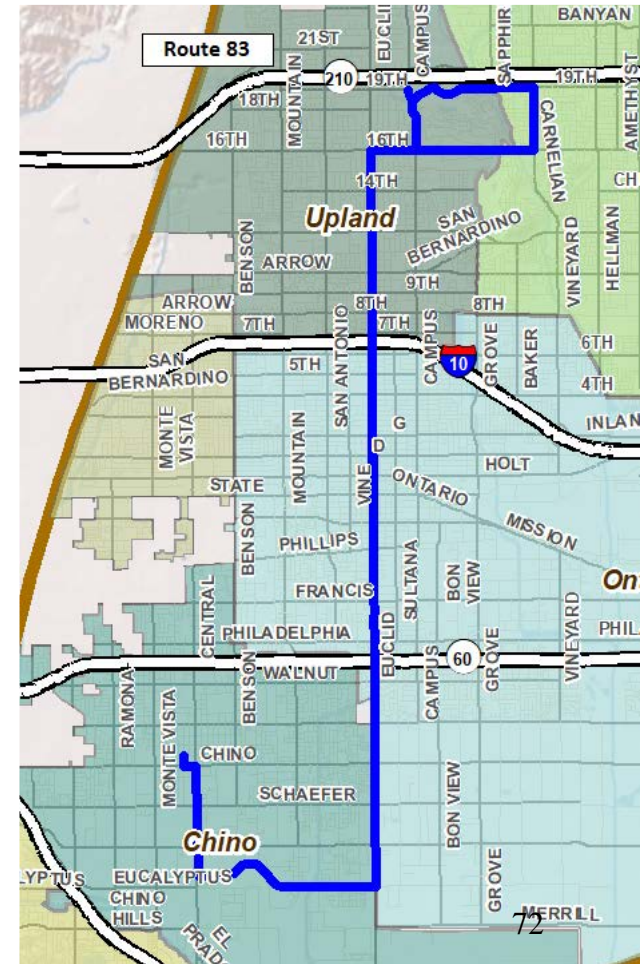 BANYAN
Route 83
21ST
EUCLID
CAMPUS
SAPPHIR
210
19TH
19TH
AMETHYST
18TH
MOUNTAIN
16TH
16TH
CARNELIAN
14TH
CH
Upland
SAN
BERNARDINO
BENSON
ARROW
VINEYARD
HELLMAN
9TH
ARROW
8TH
8TH
MORENO
7TH
7TH
SAN ANTONIO
CAMPUS
GROVE
BAKER
6TH
SAN
BERNARDINO
5TH
10
4TH
MONTE
VISTA
MOUNTAIN
G
INLAN
D
HOLT
STATE
VINE
ONTARIO
MISSION
BENSON
PHILLIPS
SULTANA
BON
VIEW
On
FRANCIS
CENTRAL
PHILADELPHIA
EUCLID
VINEYARD
PHIL
WALNUT
60
GROVE
RAMONA
BENSON
CAMPUS
MONTE VISTA
CHINO
SCHAEFER
BON VIEW
Chino
LYPTUS
EUCALYPTUS
CHINO
HILLS
GROVE
EL
PRADO
MERRILL
72